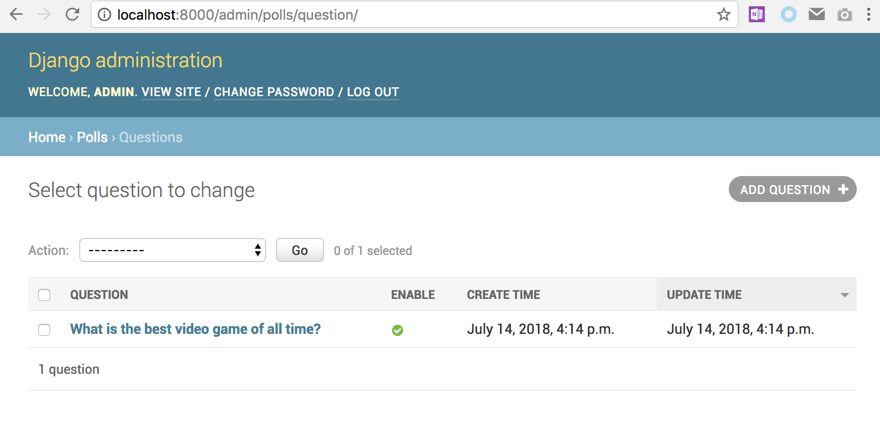 localhost:8000/admin/polls/question/
Django administration
WELCOME, ADMIN. VIEW SITE / CHANGE PASSWORD / LOG OUT
Home › Polls › Questions
Select question to change
ADD QUESTION +
Action: --------- Go 0 of 1 selected
QUESTION ENABLE CREATE TIME UPDATE TIME
What is the best video game of all time? July 14, 2018, 4:14 p.m. July 14, 2018, 4:14 p.m.
1 question